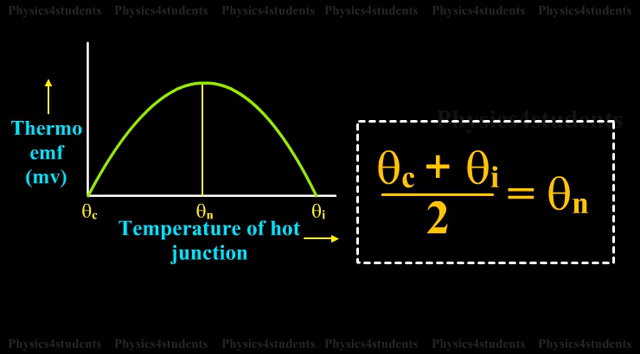 Physics4students Physics4students Physics4students Physics4students Physics4students Physics4students
Physics4students
Thermo
emf
(mv)
θc θn θi
Temperature of hot
junction
θc + θi
2
= θn
Physics4students Physics4students Physics4students Physics4students Physics4students Physics4students